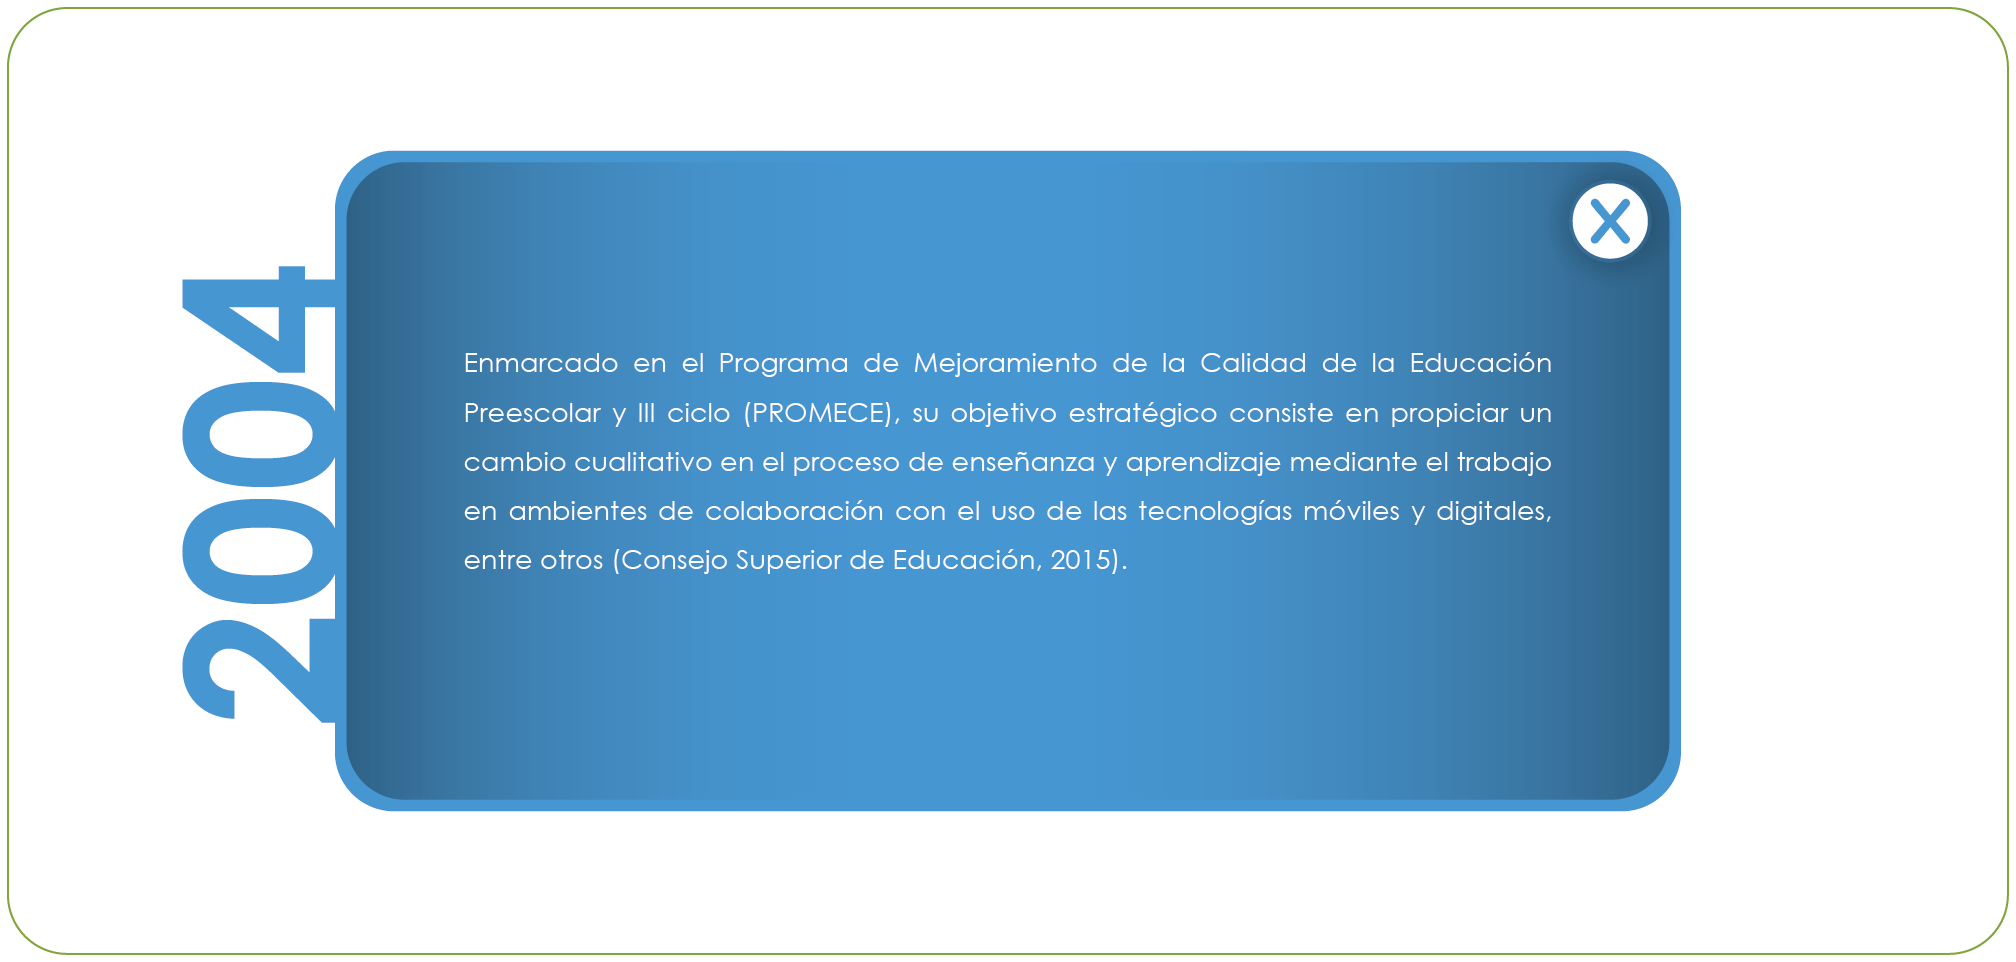 2004
X
Enmarcado en el Programa de Mejoramiento de la Calidad de la Educación
Preescolar y III ciclo (PROMECE), su objetivo estratégico consiste en propiciar un
cambio cualitativo en el proceso de enseñanza y aprendizaje mediante el trabajo
en ambientes de colaboración con el uso de las tecnologías móviles y digitales,
entre otros (Consejo Superior de Educación, 2015).